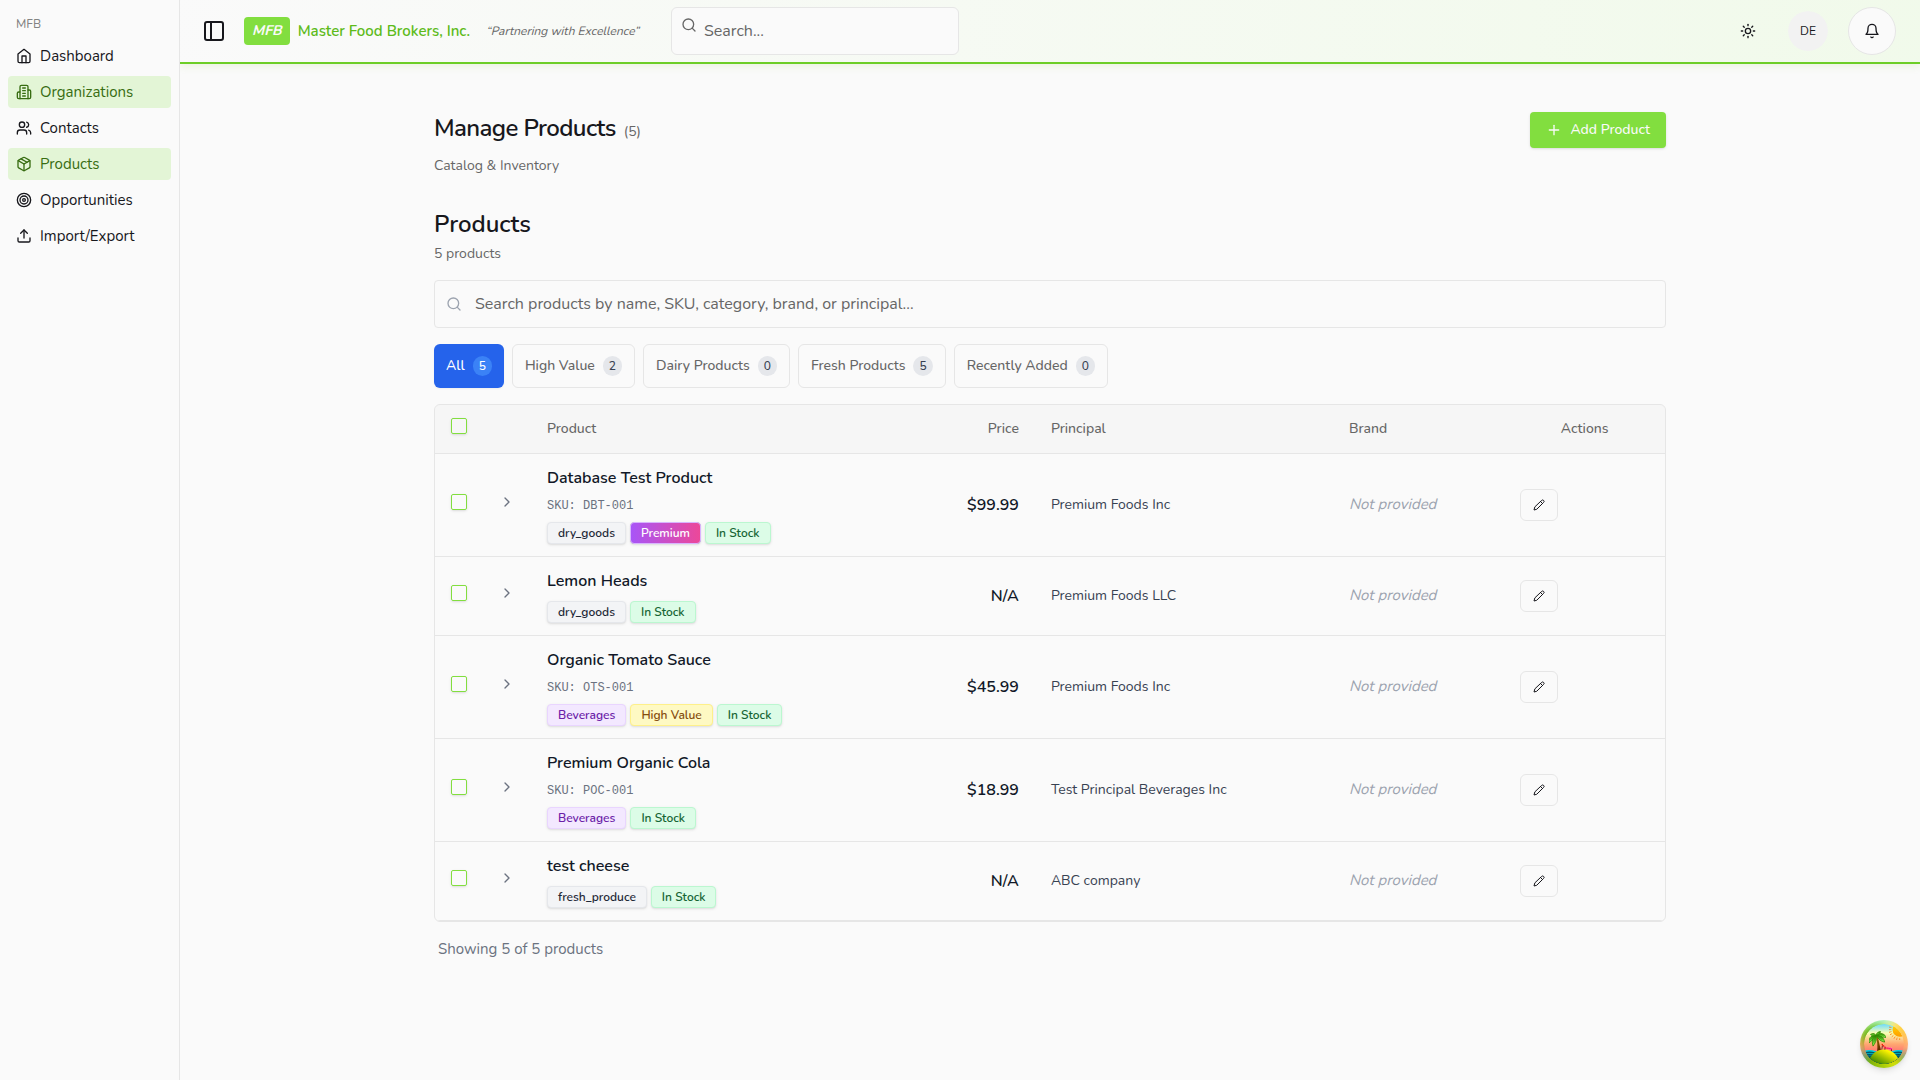 MFB
Dashboard
Organizations
Contacts
Products
Opportunities
Import/Export
MFB Master Food Brokers, Inc. “Partnering with Excellence” Search... DE
Manage Products (5)
Add Product
Catalog & Inventory
Products
5 products
Search products by name, SKU, category, brand, or principal...
All 5 High Value 2 Dairy Products 0 Fresh Products 5 Recently Added 0
Product Price Principal Brand Actions
Database Test Product
SKU: DBT-001
dry_goods Premium In Stock
$99.99 Premium Foods Inc Not provided
Lemon Heads
dry_goods In Stock
N/A Premium Foods LLC Not provided
Organic Tomato Sauce
SKU: OTS-001
Beverages High Value In Stock
$45.99 Premium Foods Inc Not provided
Premium Organic Cola
SKU: POC-001
Beverages In Stock
$18.99 Test Principal Beverages Inc Not provided
test cheese
fresh_produce In Stock
N/A ABC company Not provided
Showing 5 of 5 products